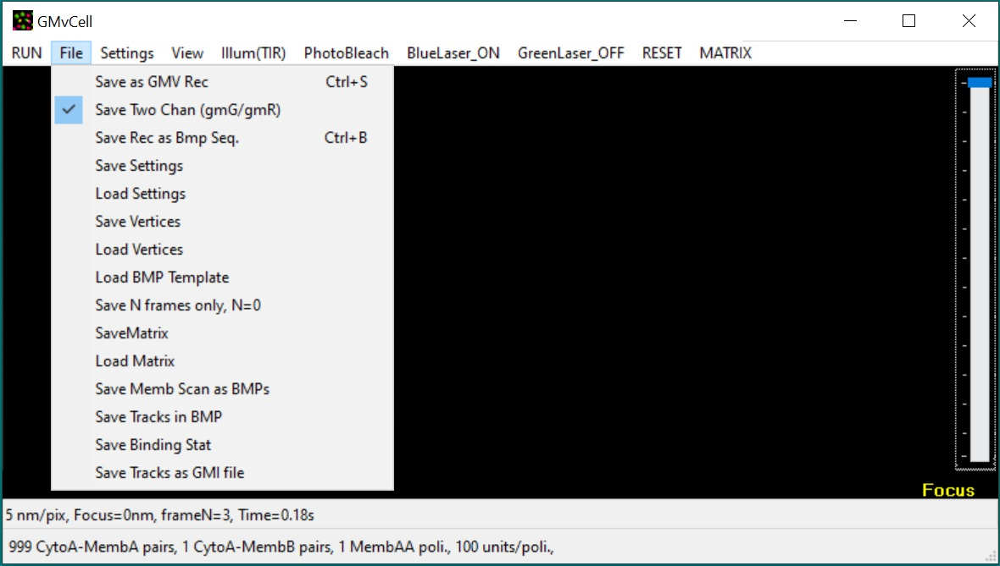 GMvCell
RUN File Settings View Illum(TIR) PhotoBleach BlueLaser_ON GreenLaser_OFF RESET MATRIX
Save as GMV Rec Ctrl+S
Save Two Chan (gmG/gmR)
Save Rec as Bmp Seq. Ctrl+B
Save Settings
Load Settings
Save Vertices
Load Vertices
Load BMP Template
Save N frames only, N=0
SaveMatrix
Load Matrix
Save Memb Scan as BMPs
Save Tracks in BMP
Save Binding Stat
Save Tracks as GMI file
Focus
5 nm/pix, Focus=0nm, frameN=3, Time=0.18s
999 CytoA-MembA pairs, 1 CytoA-MembB pairs, 1 MembAA poli., 100 units/poli.,